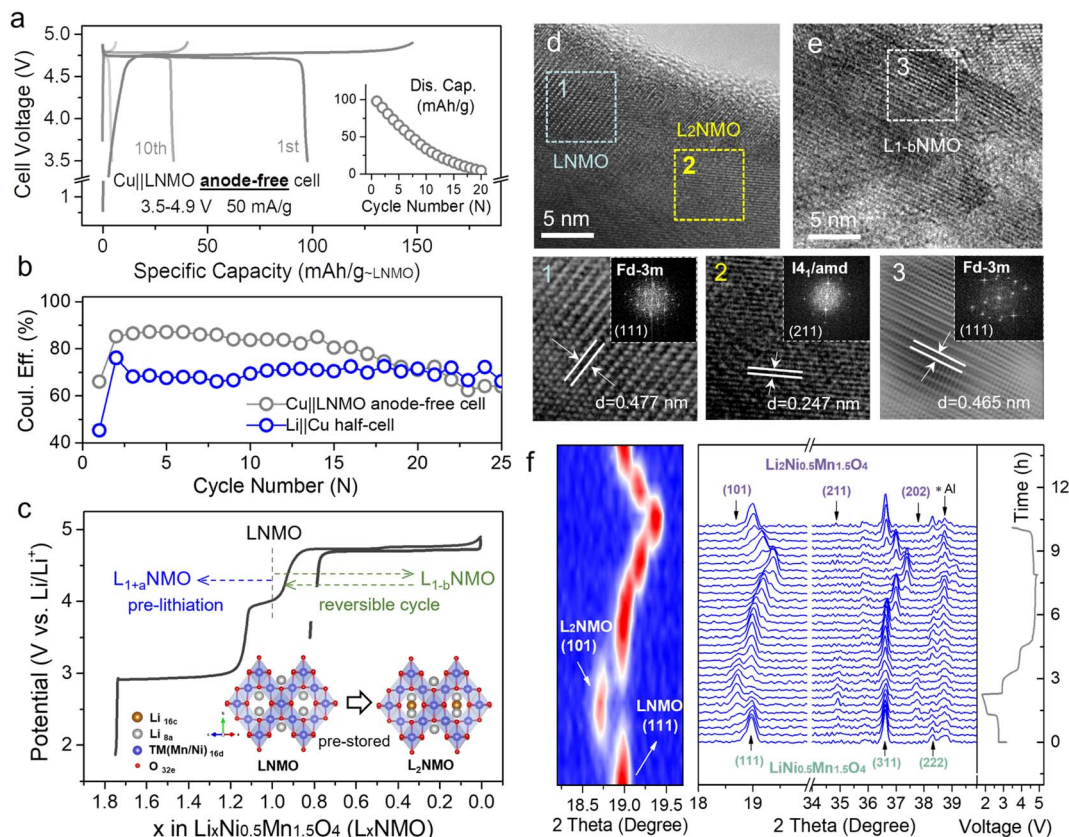 a
Cell Voltage (V)
5.0
4.5
4.0
3.5
1
10th
1st
Cu||LNMO anode-free cell
3.5-4.9 V 50 mA/g
Dis. Cap.
(mAh/g)
100
50
0
0 5 10 15 20
Cycle Number (N)
0 50 100 150
Specific Capacity (mAh/g~LNMO)
b
Coul. Eff. (%)
100
80
60
40
Cu||LNMO anode-free cell
Li||Cu half-cell
0 5 10 15 20 25
Cycle Number (N)
c
Potential (V vs. Li/Li⁺)
5
4
3
2
LNMO
L₁₊ₐNMO
pre-lithiation
L₁₋bNMO
reversible cycle
Li 16c
Li 8a
TM(Mn/Ni) 16d
O 32e
LNMO
pre-stored
L₂NMO
1.8 1.5 1.2 0.9 0.6 0.3 0.0
x in LixNi0.5Mn1.5O4 (LxNMO)
d
1
LNMO
L₂NMO
2
5 nm
e
3
L₁₋bNMO
5 nm
1
Fd-3m
(111)
d=0.477 nm
2
I4₁/amd
(211)
d=0.247 nm
3
Fd-3m
(111)
d=0.465 nm
f
L₂NMO
(101)
LNMO
(111)
18.5 19.0 19.5
2 Theta (Degree)
Li2Ni0.5Mn1.5O4
(101)
(211)
(202)
* Al
(111)
(311)
(222)
LiNi0.5Mn1.5O4
18 19 34 35 36 37 38 39
2 Theta (Degree)
Time (h)
12
9
6
3
0
2 3 4 5
Voltage (V)